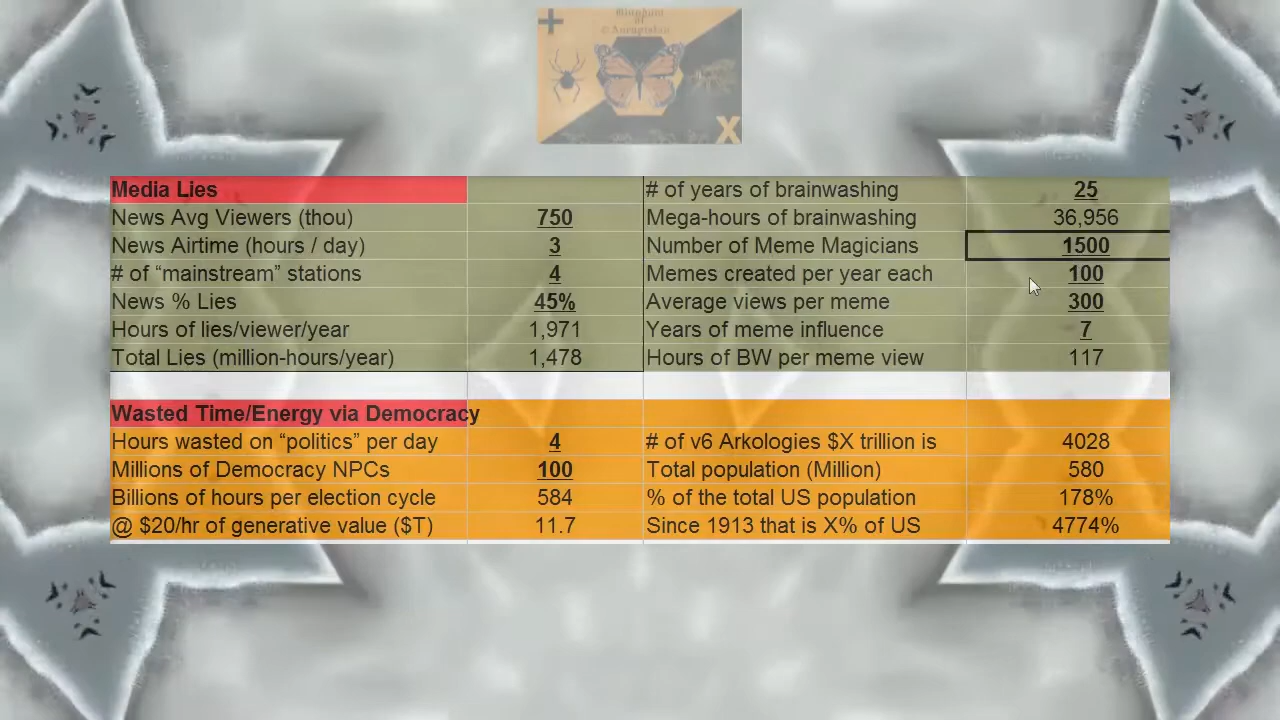 Kingdom
of
X
Media Lies # of years of brainwashing 25
News Avg Viewers (thou) 750 Mega-hours of brainwashing 36,956
News Airtime (hours / day) 3 Number of Meme Magicians 1500
# of “mainstream” stations 4 Memes created per year each 100
News % Lies 45% Average views per meme 300
Hours of lies/viewer/year 1,971 Years of meme influence 7
Total Lies (million-hours/year) 1,478 Hours of BW per meme view 117
Wasted Time/Energy via Democracy
Hours wasted on “politics” per day 4 # of v6 Arkologies $X trillion is 4028
Millions of Democracy NPCs 100 Total population (Million) 580
Billions of hours per election cycle 584 % of the total US population 178%
@ $20/hr of generative value ($T) 11.7 Since 1913 that is X% of US 4774%